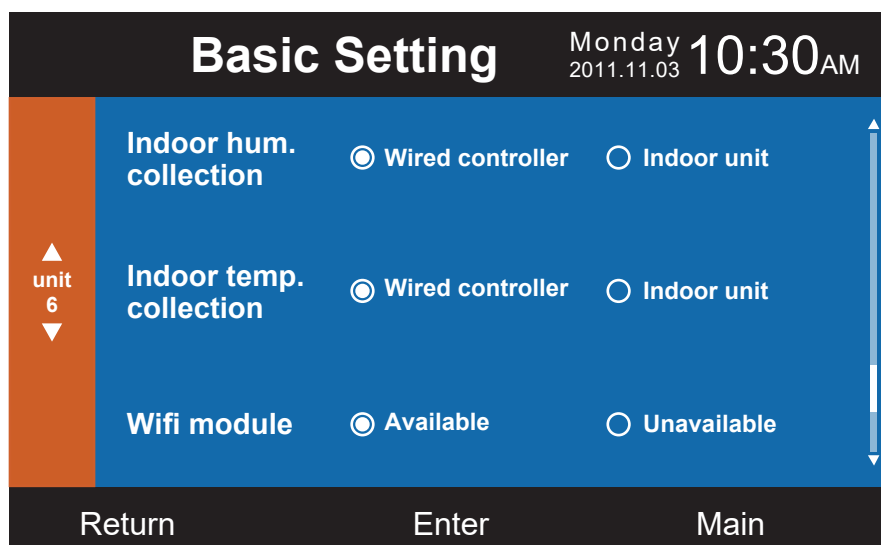 Basic Setting
Monday
2011.11.03
10:30AM
unit
6
Indoor hum.
collection
Wired controller
Indoor unit
Indoor temp.
collection
Wired controller
Indoor unit
Wifi module
Available
Unavailable
Return
Enter
Main